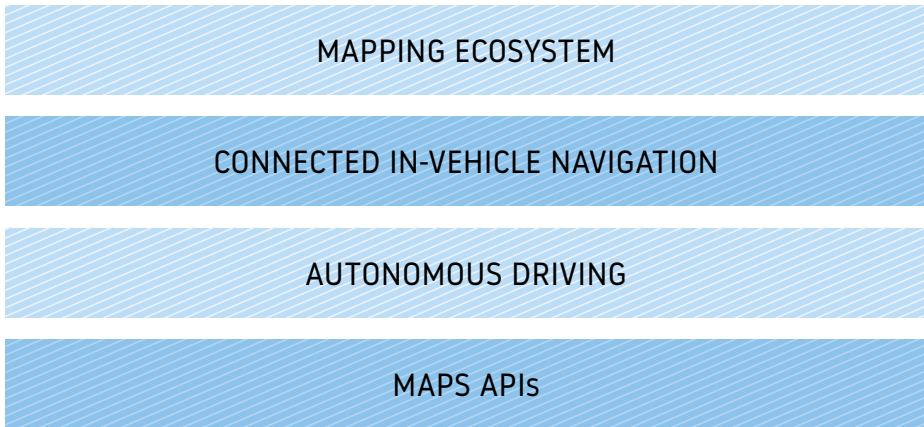 MAPPING ECOSYSTEM
CONNECTED IN-VEHICLE NAVIGATION
AUTONOMOUS DRIVING
MAPS APIs